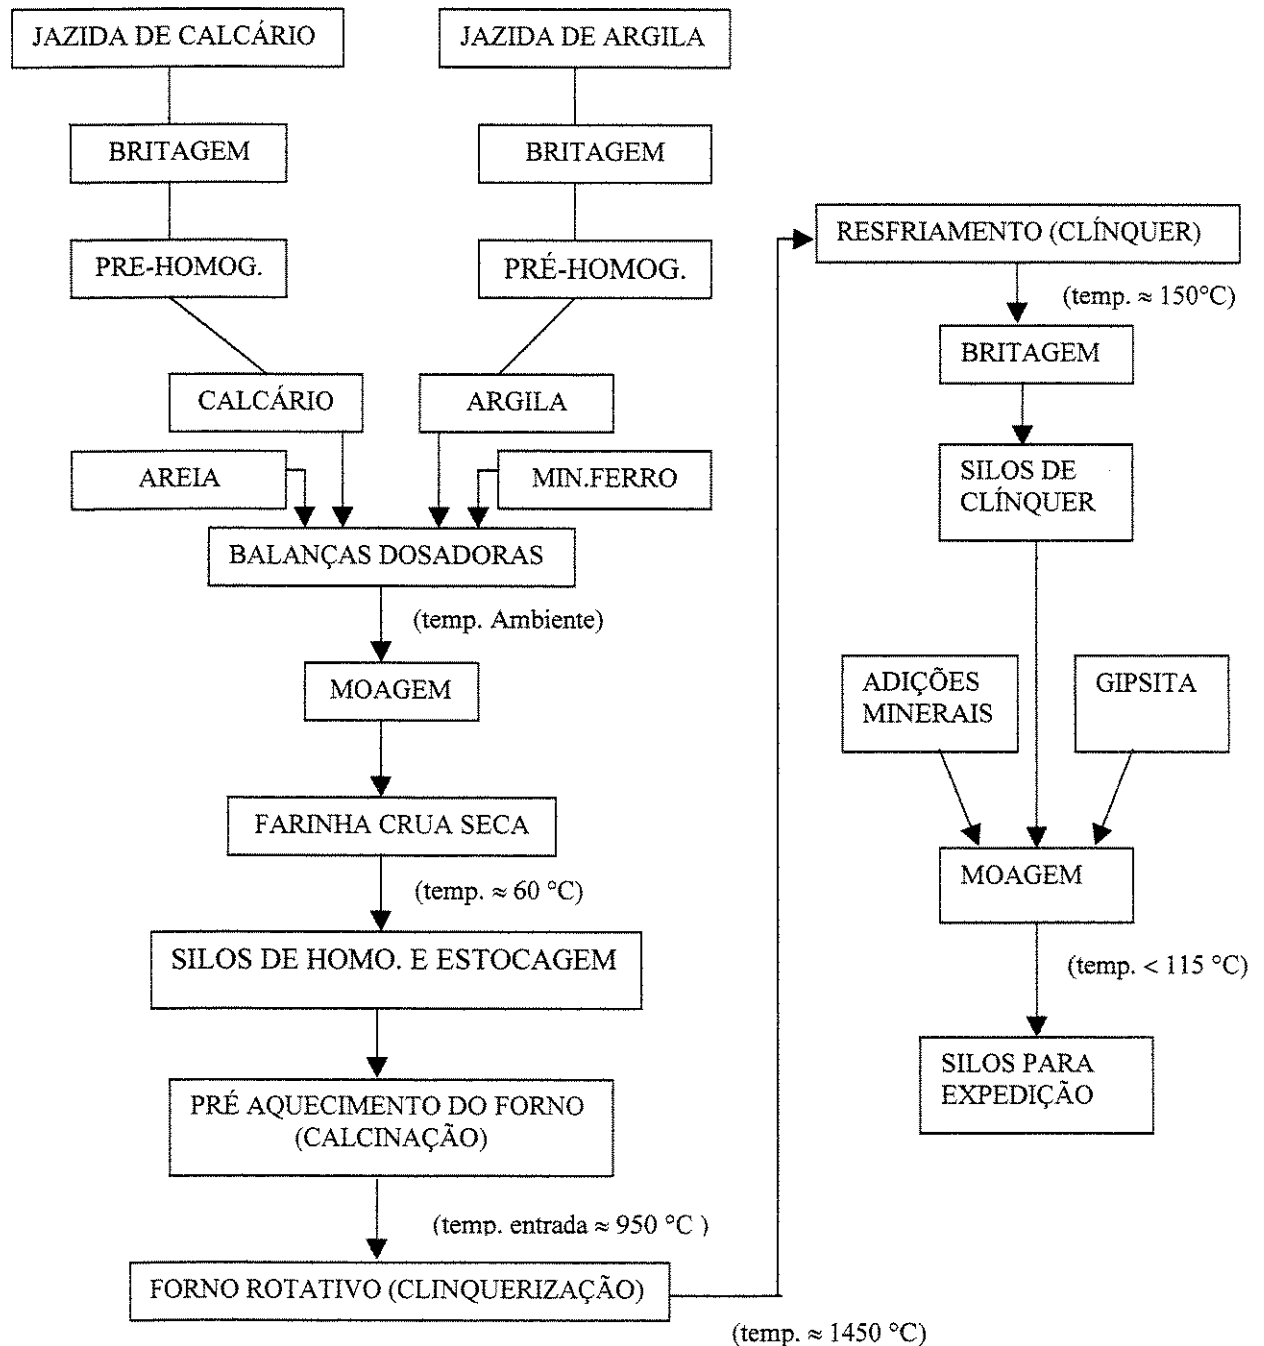 JAZIDA DE CALCÁRIO
JAZIDA DE ARGILA
BRITAGEM
BRITAGEM
PRE-HOMOG.
PRÉ-HOMOG.
CALCÁRIO
ARGILA
AREIA
MIN.FERRO
BALANÇAS DOSADORAS
(temp. Ambiente)
MOAGEM
FARINHA CRUA SECA
(temp. ≈ 60 °C)
SILOS DE HOMO. E ESTOCAGEM
PRÉ AQUECIMENTO DO FORNO
(CALCINAÇÃO)
(temp. entrada ≈ 950 °C )
FORNO ROTATIVO (CLINQUERIZAÇÃO)
(temp. ≈ 1450 °C)
RESFRIAMENTO (CLÍNQUER)
(temp. ≈ 150°C)
BRITAGEM
SILOS DE
CLÍNQUER
ADIÇÕES
MINERAIS
GIPSITA
MOAGEM
(temp. < 115 °C)
SILOS PARA
EXPEDIÇÃO